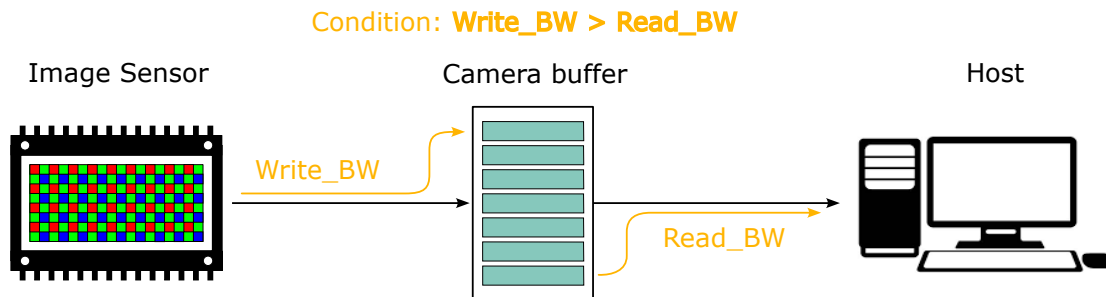 Condition: Write_BW > Read_BW
Image Sensor
Camera buffer
Host
Write_BW
Read_BW